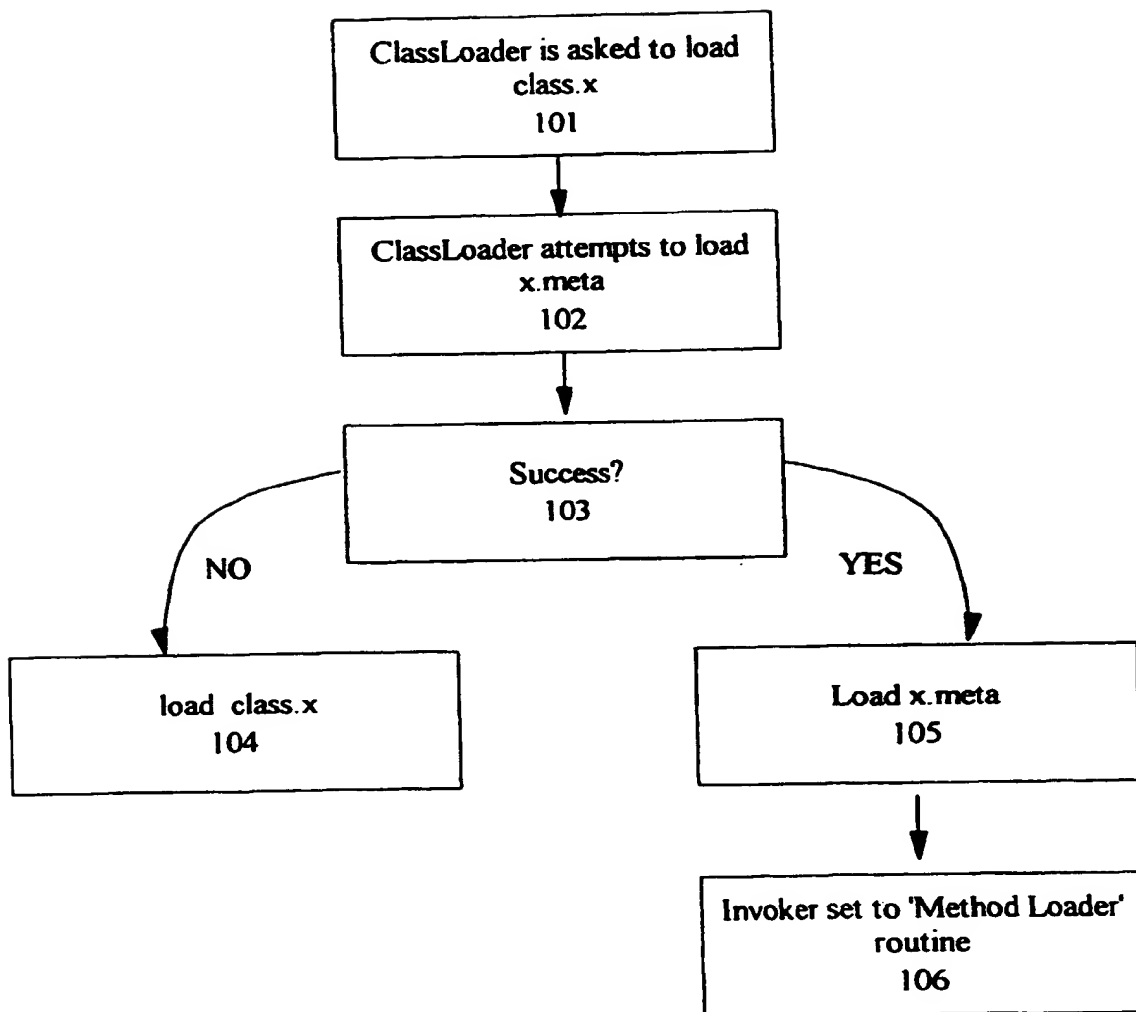 ClassLoader is asked to load
class.x
101
ClassLoader attempts to load
x.meta
102
Success?
103
NO
YES
load class.x
104
Load x.meta
105
Invoker set to 'Method Loader'
routine
106